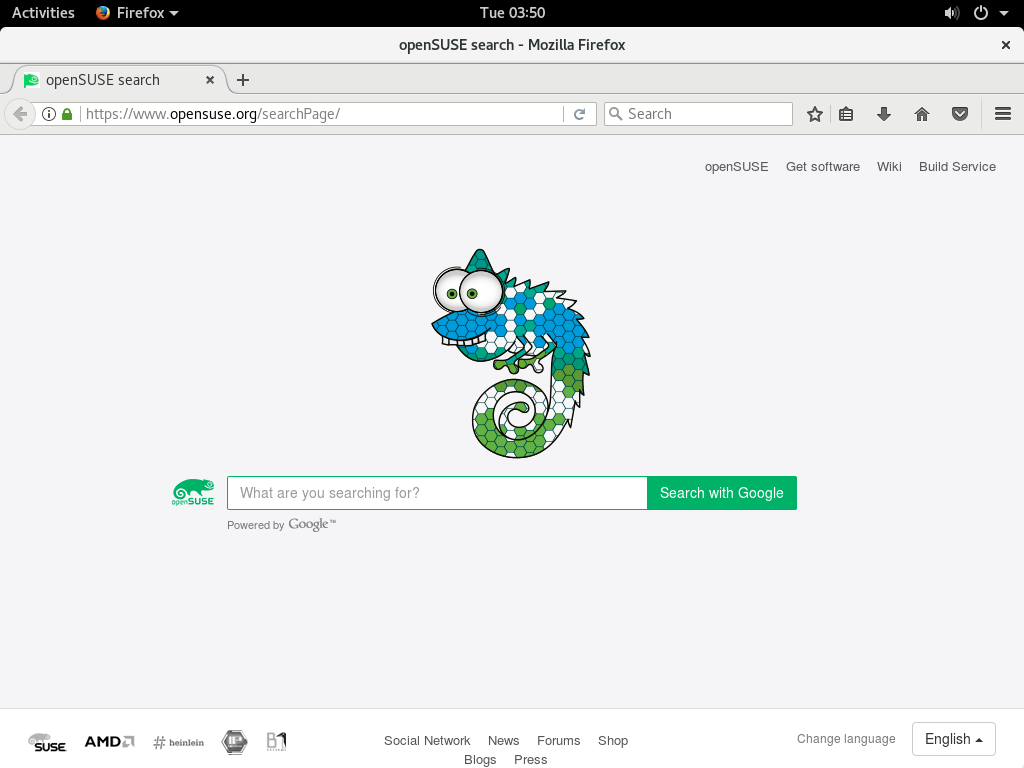 Activities Firefox Tue 03:50
openSUSE search - Mozilla Firefox
openSUSE search
https://www.opensuse.org/searchPage/ Search
openSUSE Get software Wiki Build Service
openSUSE What are you searching for? Search with Google
Powered by Google™
SUSE AMD # heinlein B1 Social Network News Forums Shop Change language English
Blogs Press